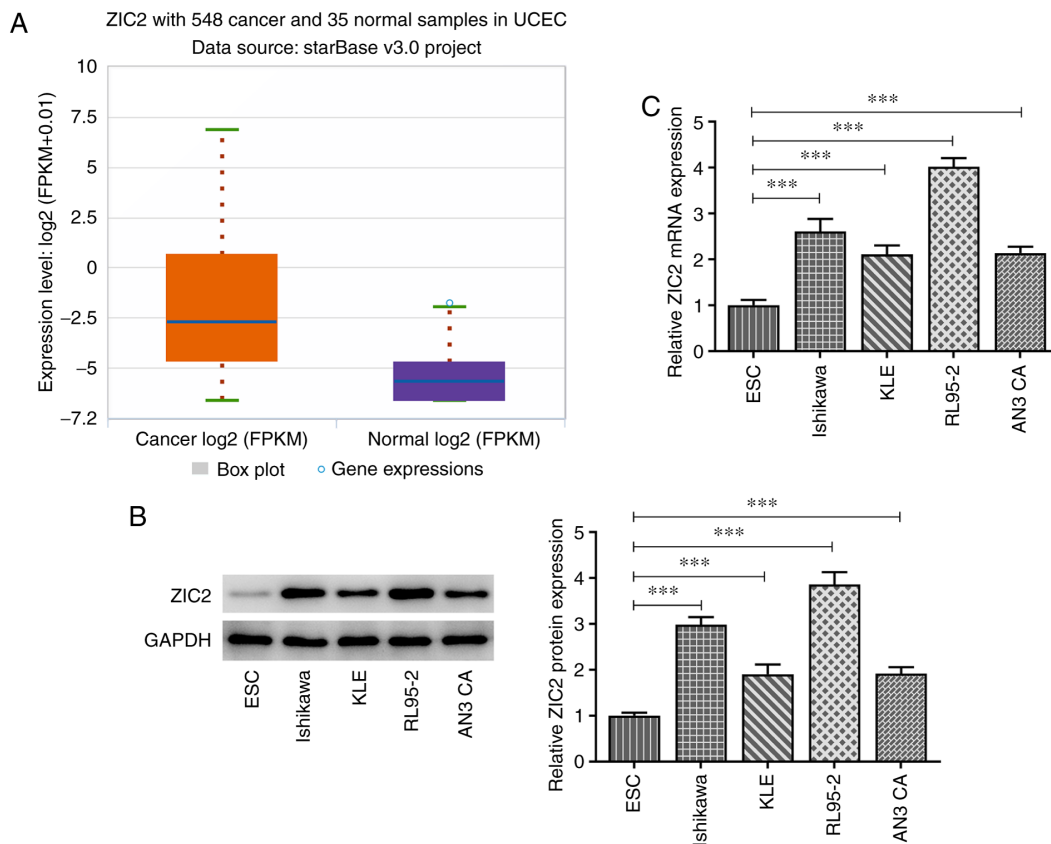 A
ZIC2 with 548 cancer and 35 normal samples in UCEC
Data source: starBase v3.0 project
Expression level: log2 (FPKM+0.01)
10
7.5
5
2.5
0
−2.5
−5
−7.2
Cancer log2 (FPKM)
Normal log2 (FPKM)
Box plot
Gene expressions
C
Relative ZIC2 mRNA expression
5
4
3
2
1
0
***
***
***
***
ESC
Ishikawa
KLE
RL95-2
AN3 CA
B
ZIC2
GAPDH
ESC
Ishikawa
KLE
RL95-2
AN3 CA
Relative ZIC2 protein expression
5
4
3
2
1
0
***
***
***
***
ESC
Ishikawa
KLE
RL95-2
AN3 CA